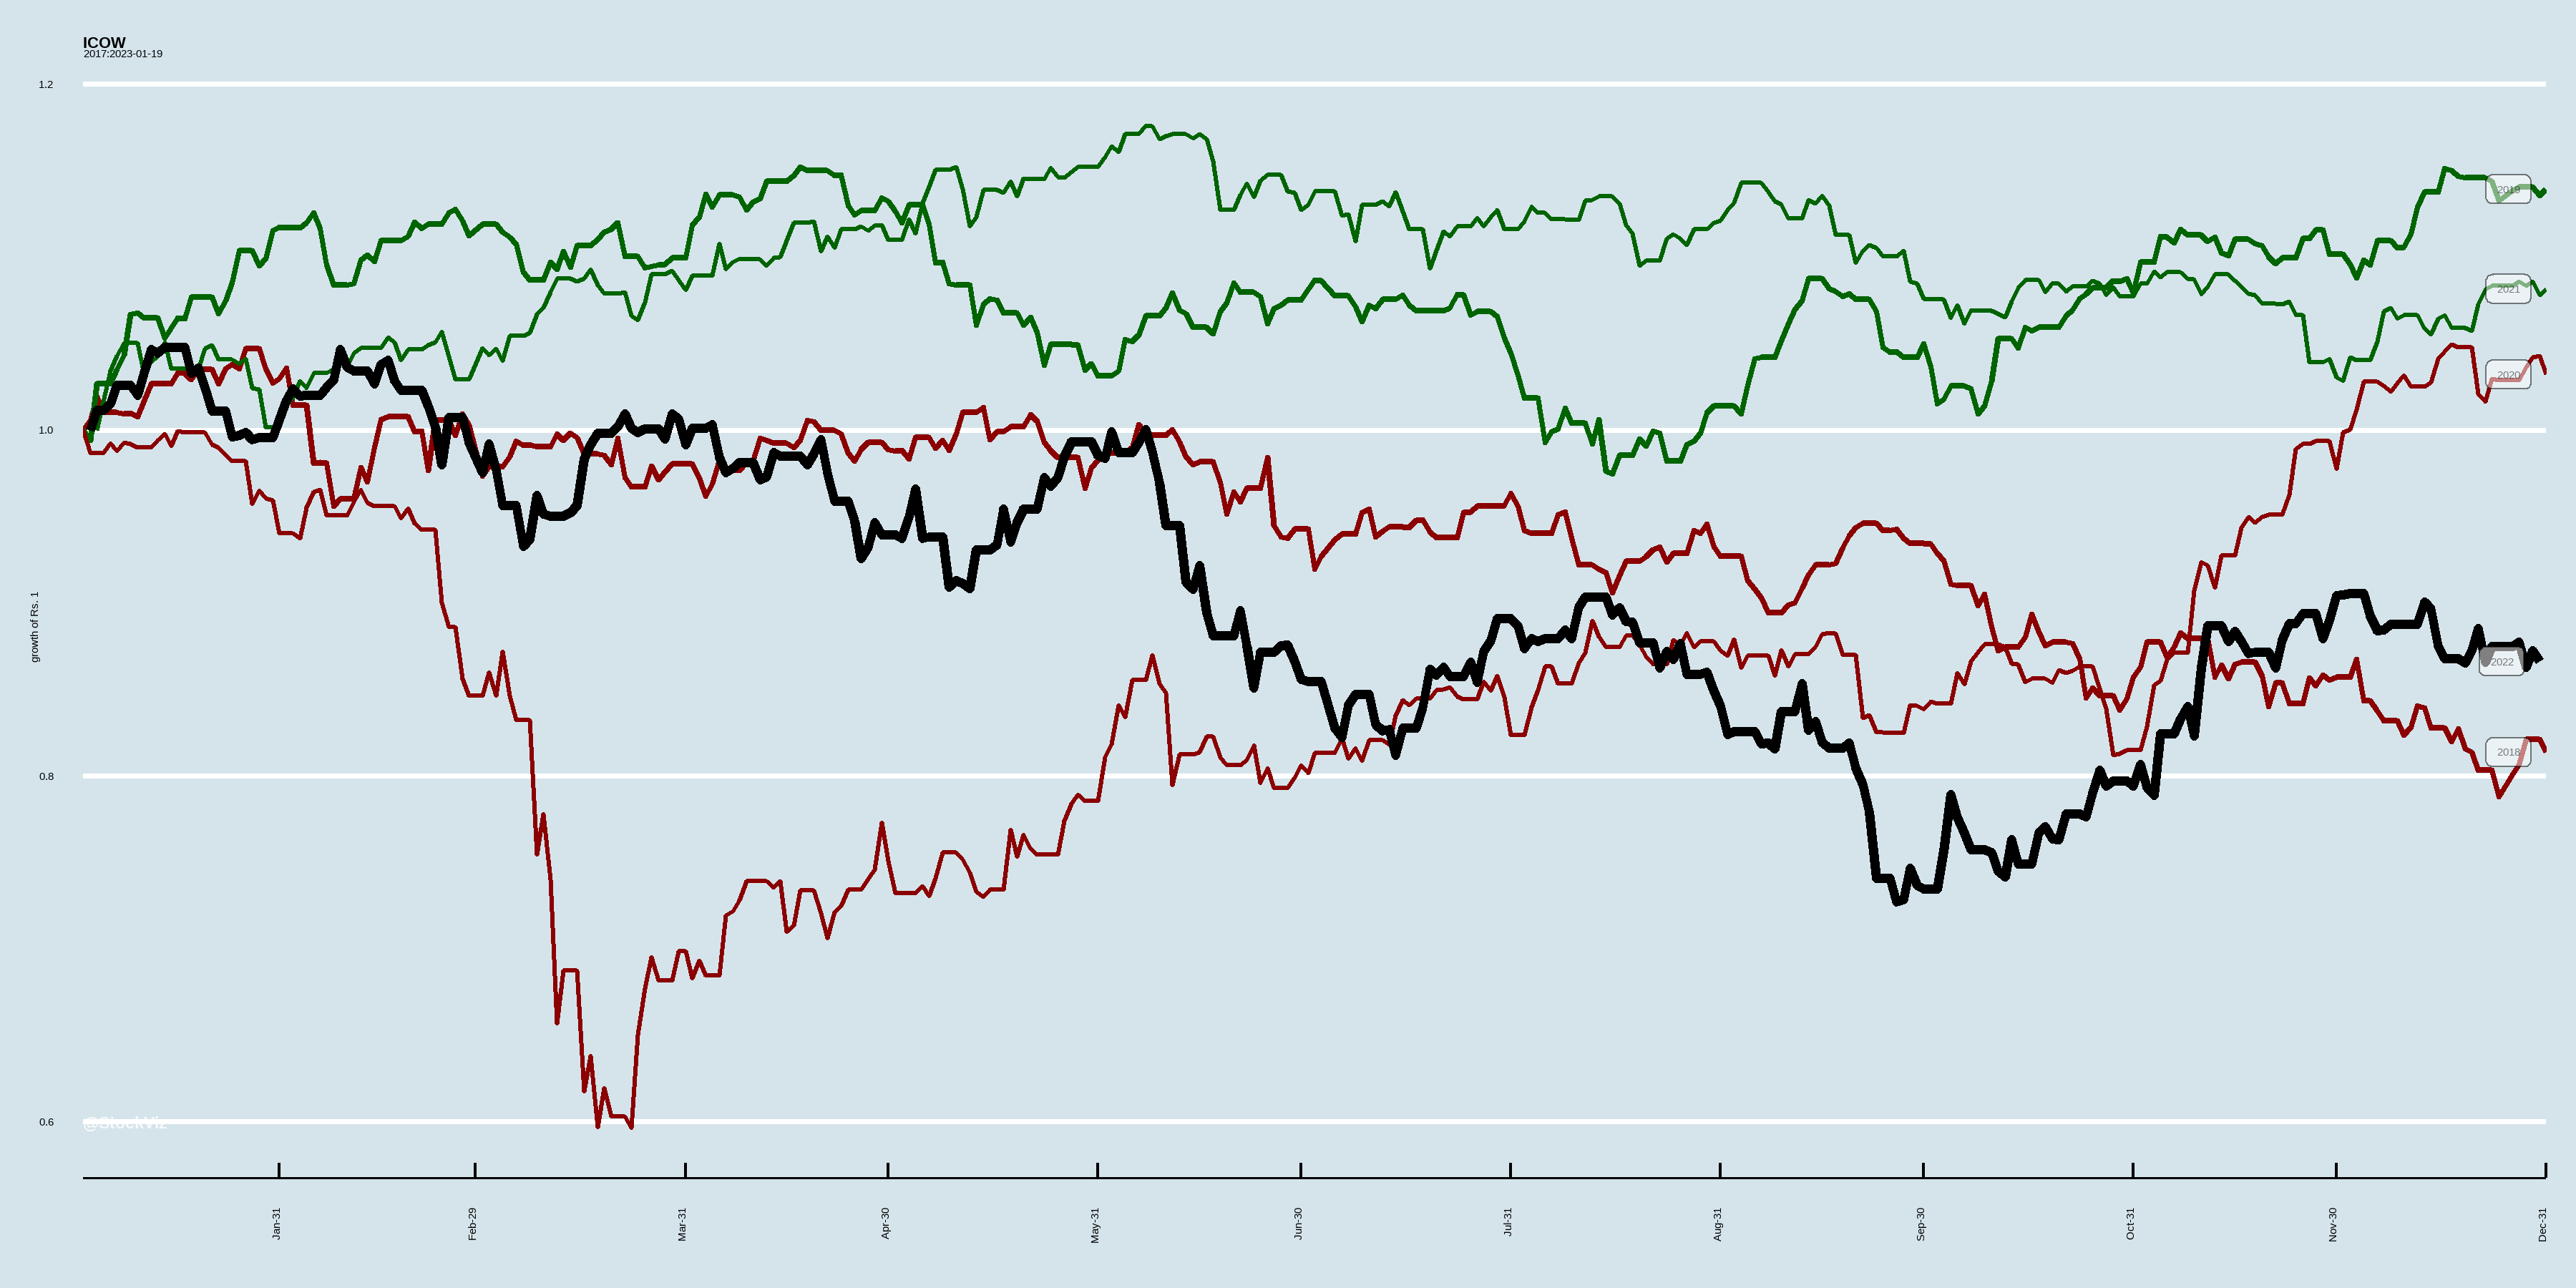 ICOW
2017:2023-01-19
1.2
1.0
0.8
0.6
growth of Rs. 1
2019
2021
2020
2022
2018
@StockViz
Jan-31
Feb-29
Mar-31
Apr-30
May-31
Jun-30
Jul-31
Aug-31
Sep-30
Oct-31
Nov-30
Dec-31